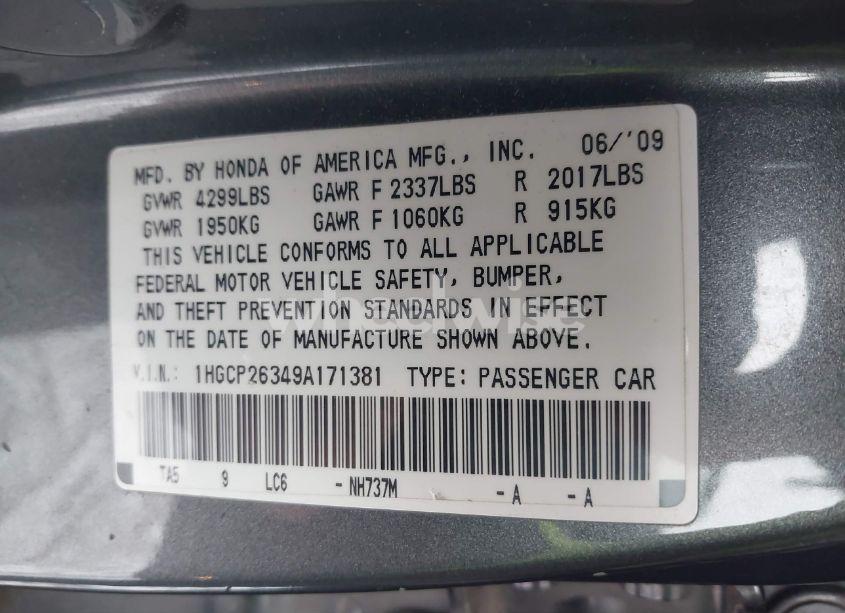 MFD. BY HONDA OF AMERICA MFG., INC. 06/'09
GVWR 4299LBS GAWR F 2337LBS R 2017LBS
GVWR 1950KG GAWR F 1060KG R 915KG
THIS VEHICLE CONFORMS TO ALL APPLICABLE
FEDERAL MOTOR VEHICLE SAFETY, BUMPER,
AND THEFT PREVENTION STANDARDS IN EFFECT
ON THE DATE OF MANUFACTURE SHOWN ABOVE.
V.I.N.: 1HGCP26349A171381 TYPE: PASSENGER CAR
TA5 9 LC6 - NH737M - A - A
wheelwise